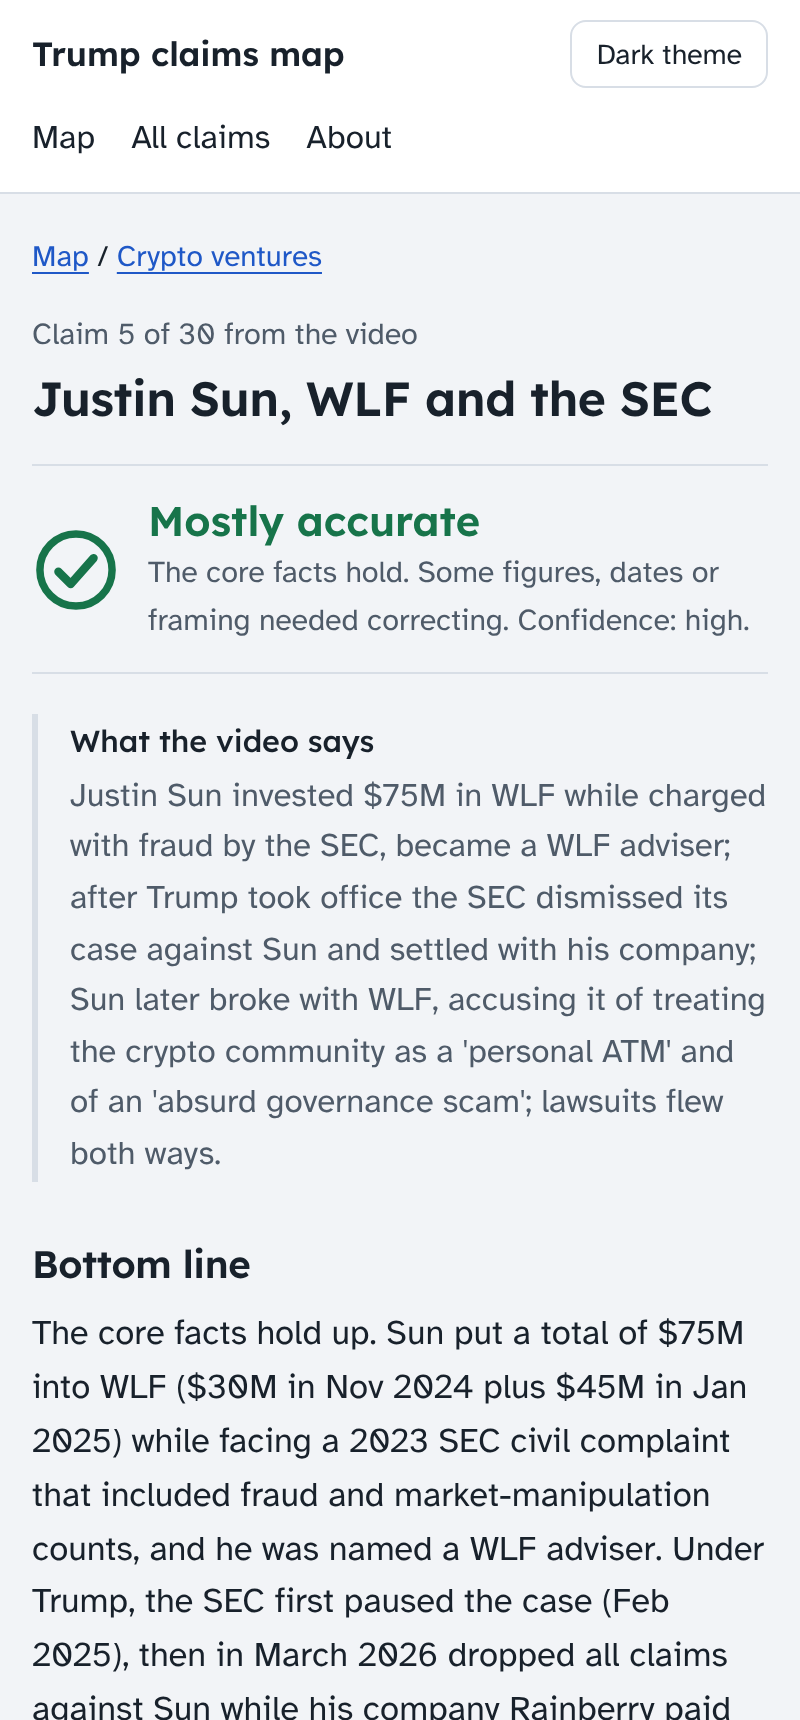 Trump claims map
Dark theme
Map All claims About
Map / Crypto ventures
Claim 5 of 30 from the video
Justin Sun, WLF and the SEC
Mostly accurate
The core facts hold. Some figures, dates or
framing needed correcting. Confidence: high.
What the video says
Justin Sun invested $75M in WLF while charged
with fraud by the SEC, became a WLF adviser;
after Trump took office the SEC dismissed its
case against Sun and settled with his company;
Sun later broke with WLF, accusing it of treating
the crypto community as a 'personal ATM' and
of an 'absurd governance scam'; lawsuits flew
both ways.
Bottom line
The core facts hold up. Sun put a total of $75M
into WLF ($30M in Nov 2024 plus $45M in Jan
2025) while facing a 2023 SEC civil complaint
that included fraud and market-manipulation
counts, and he was named a WLF adviser. Under
Trump, the SEC first paused the case (Feb
2025), then in March 2026 dropped all claims
against Sun while his company Rainberry paid